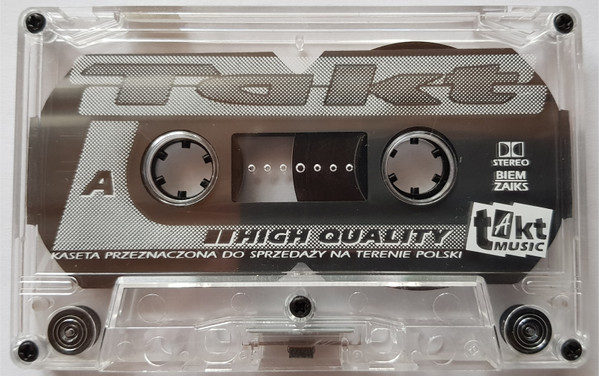 Takt
A
STEREO
BIEM
ZAIKS
HIGH QUALITY
takt
MUSIC
KASETA PRZEZNACZONA DO SPRZEDAŻY NA TERENIE POLSKI